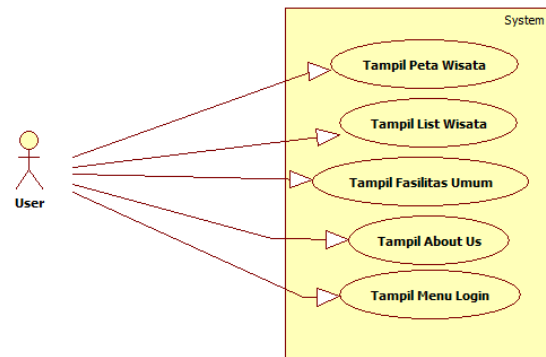 System
Tampil Peta Wisata
Tampil List Wisata
Tampil Fasilitas Umum
User
Tampil About Us
Tampil Menu Login